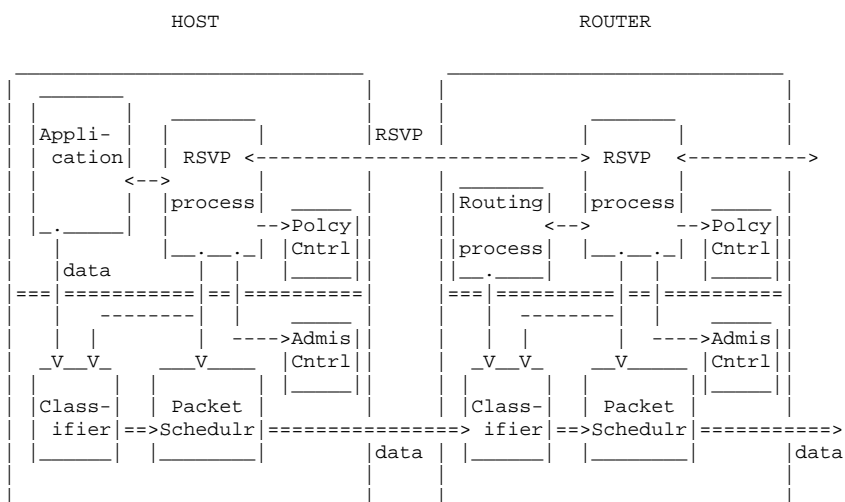 HOST ROUTER
Appli- RSVP
cation RSVP RSVP
process Routing process
Polcy Polcy
Cntrl process Cntrl
data
Admis Admis
Cntrl Cntrl
Class- Packet Class- Packet
ifier Schedulr ifier Schedulr
data data